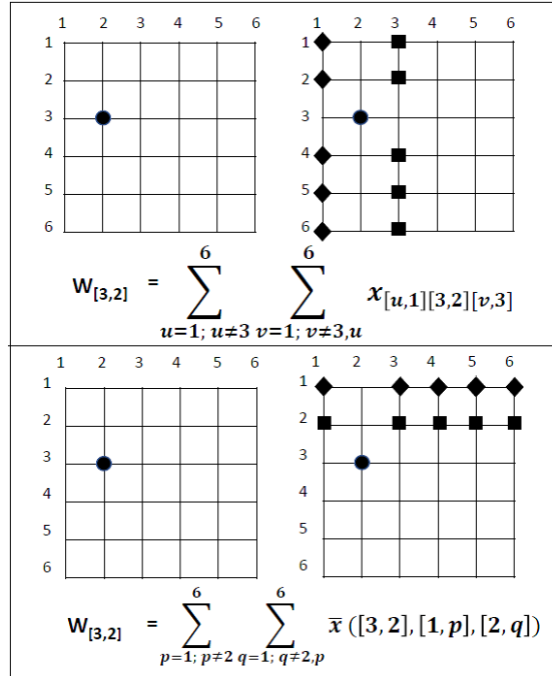 1 2 3 4 5 6 1 2 3 4 5 6
1 1
2 2
3 3
4 4
5 5
6 6
6 6
W[3,2] = ∑ ∑ x[u,1][3,2][v,3]
u=1; u≠3 v=1; v≠3,u
1 2 3 4 5 6 1 2 3 4 5 6
1 1
2 2
3 3
4 4
5 5
6 6
6 6
W[3,2] = ∑ ∑ x̅ ([3, 2], [1, p], [2, q])
p=1; p≠2 q=1; q≠2,p